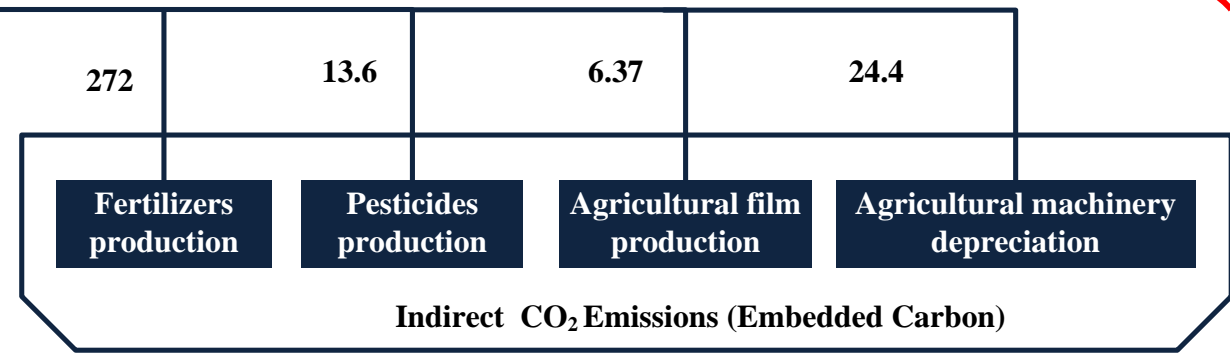 272
13.6
6.37
24.4
Fertilizers
production
Pesticides
production
Agricultural film
production
Agricultural machinery
depreciation
Indirect CO₂ Emissions (Embedded Carbon)